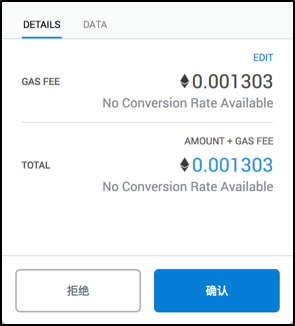 DETAILS DATA
EDIT
GAS FEE 0.001303
No Conversion Rate Available
AMOUNT + GAS FEE
TOTAL 0.001303
No Conversion Rate Available
拒绝 确认